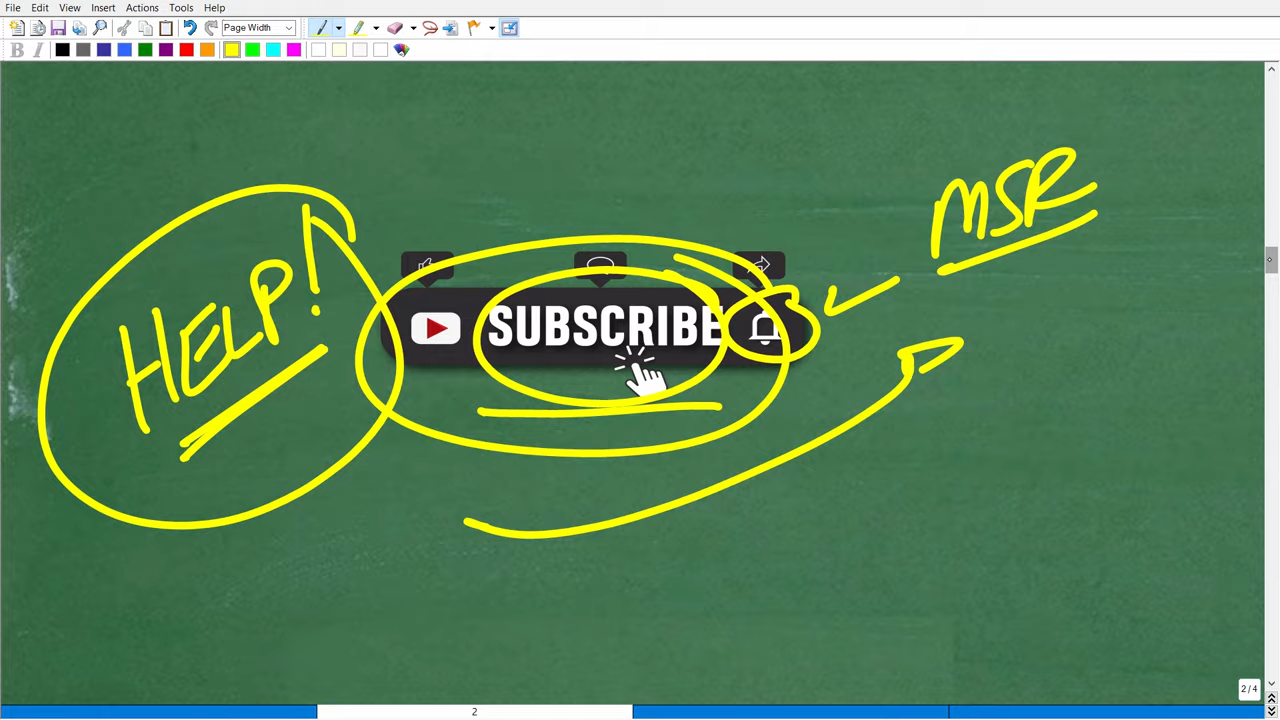 File Edit View Insert Actions Tools Help
Page Width
B I
MSR
HELP!
SUBSCRIBE
2/4
2